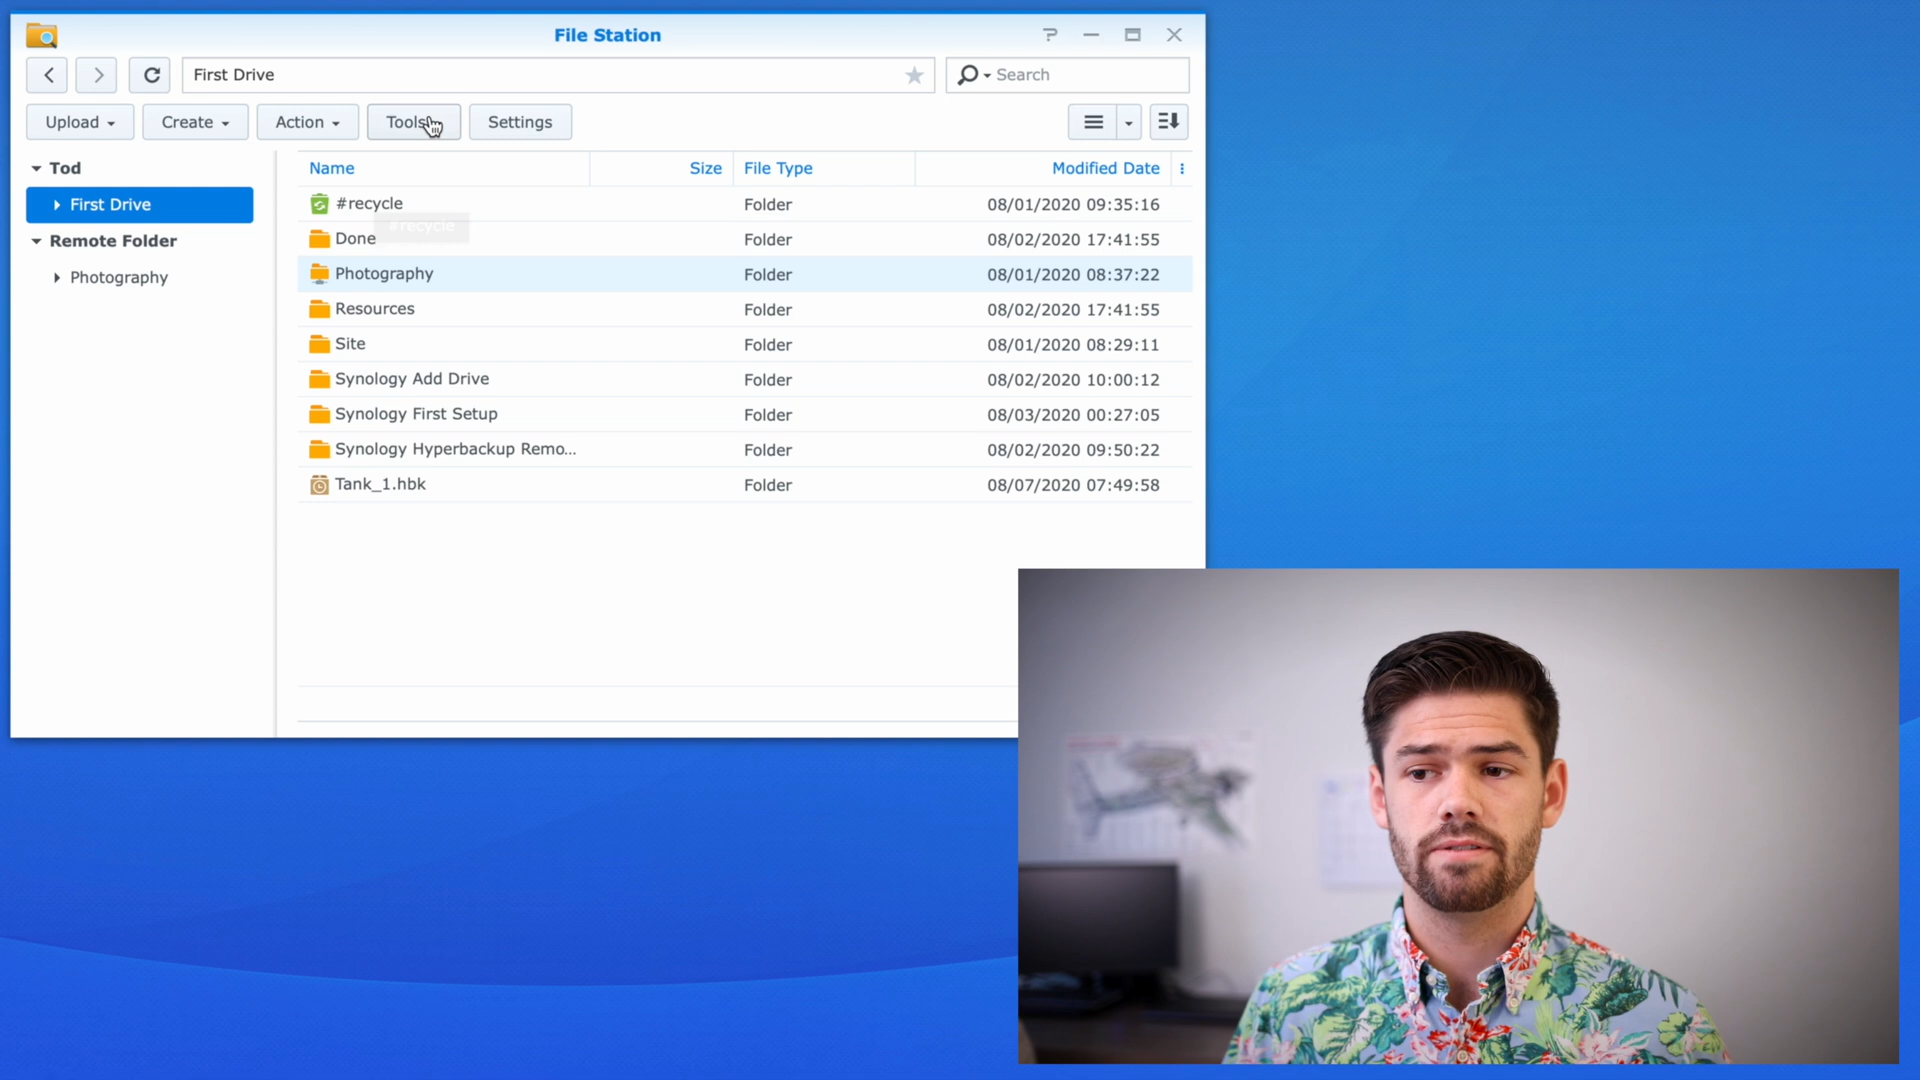 File Station
First Drive
Search
Upload
Create
Action
Tools
Settings
Tod
First Drive
Remote Folder
Photography
Name Size File Type Modified Date
#recycle Folder 08/01/2020 09:35:16
#recycle
Done Folder 08/02/2020 17:41:55
Photography Folder 08/01/2020 08:37:22
Resources Folder 08/02/2020 17:41:55
Site Folder 08/01/2020 08:29:11
Synology Add Drive Folder 08/02/2020 10:00:12
Synology First Setup Folder 08/03/2020 00:27:05
Synology Hyperbackup Remo... Folder 08/02/2020 09:50:22
Tank_1.hbk Folder 08/07/2020 07:49:58